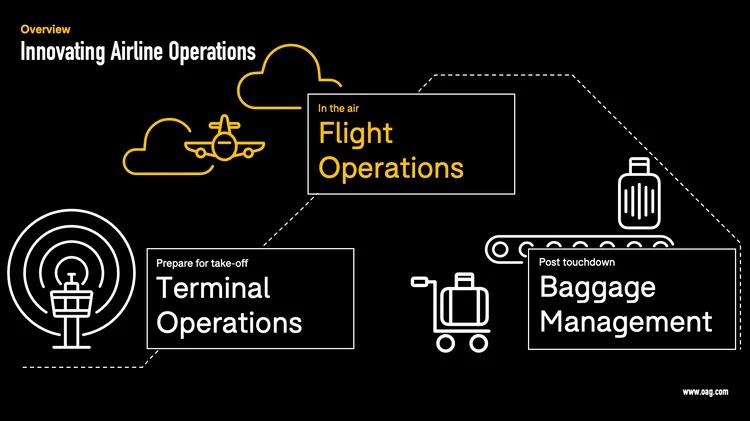 Overview
Innovating Airline Operations
In the air
Flight
Operations
Prepare for take-off
Terminal
Operations
Post touchdown
Baggage
Management
www.oag.com